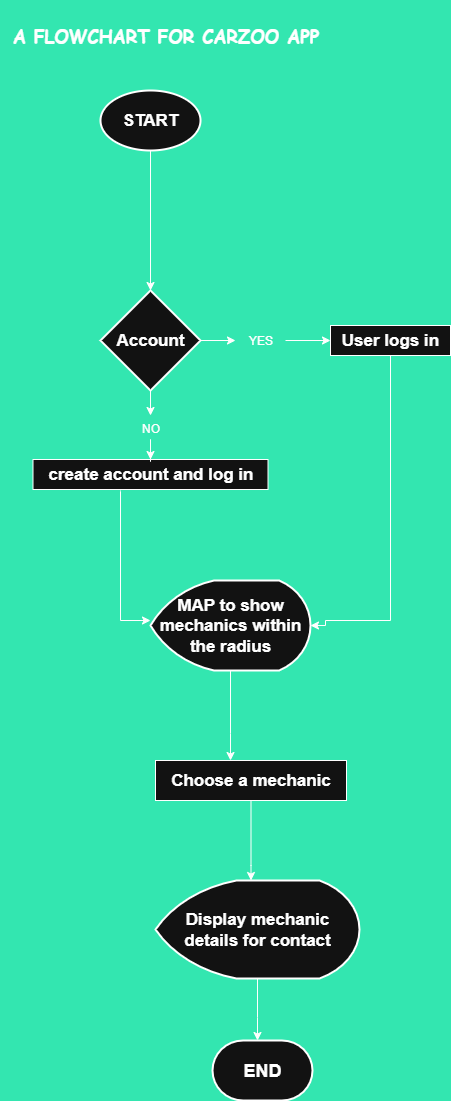 A FLOWCHART FOR CARZOO APP
START
Account
YES
User logs in
NO
create account and log in
MAP to show
mechanics within
the radius
Choose a mechanic
Display mechanic
details for contact
END